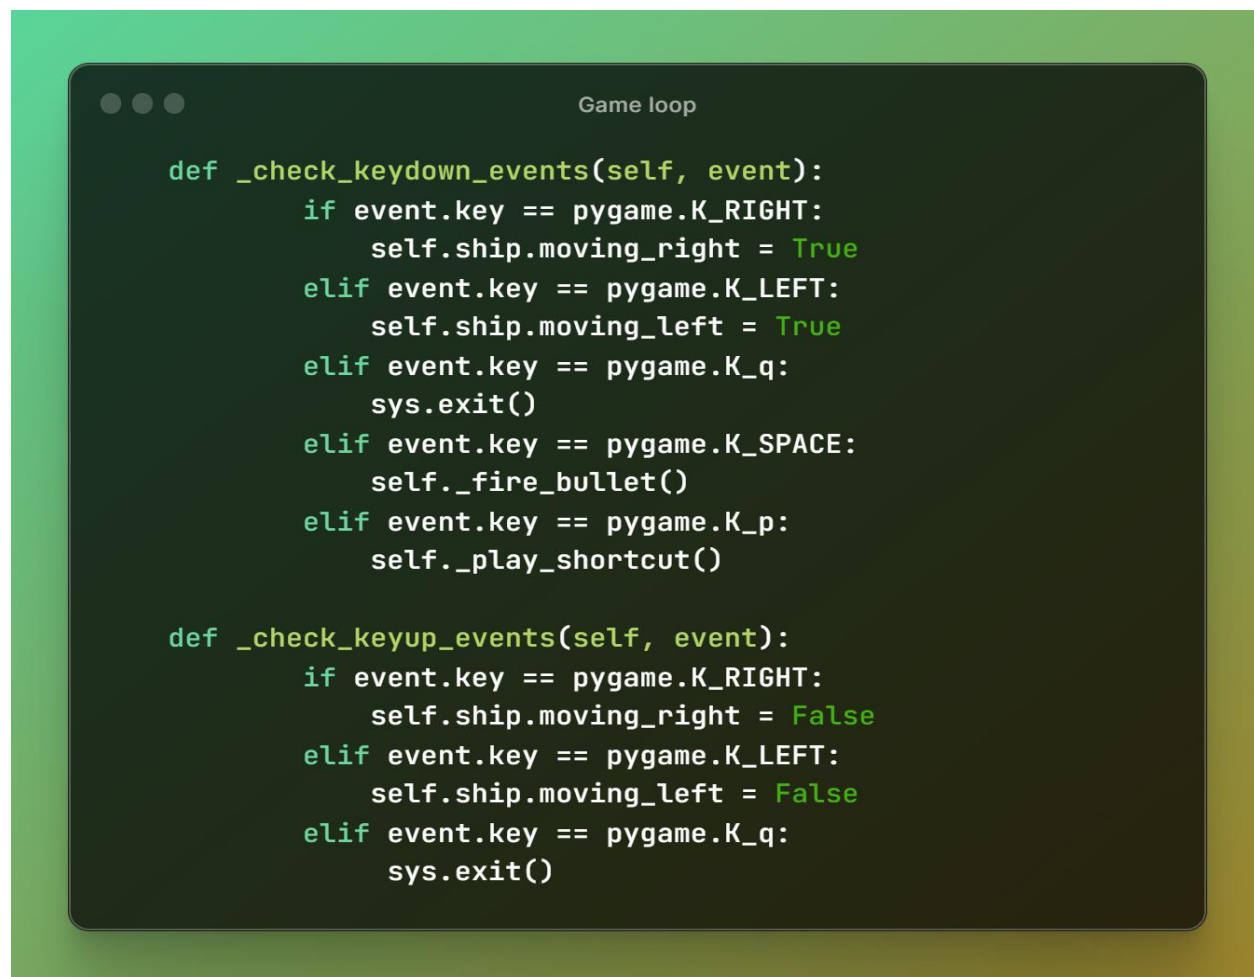 Game loop
def _check_keydown_events(self, event):
        if event.key == pygame.K_RIGHT:
            self.ship.moving_right = True
        elif event.key == pygame.K_LEFT:
            self.ship.moving_left = True
        elif event.key == pygame.K_q:
            sys.exit()
        elif event.key == pygame.K_SPACE:
            self._fire_bullet()
        elif event.key == pygame.K_p:
            self._play_shortcut()

def _check_keyup_events(self, event):
        if event.key == pygame.K_RIGHT:
            self.ship.moving_right = False
        elif event.key == pygame.K_LEFT:
            self.ship.moving_left = False
        elif event.key == pygame.K_q:
             sys.exit()